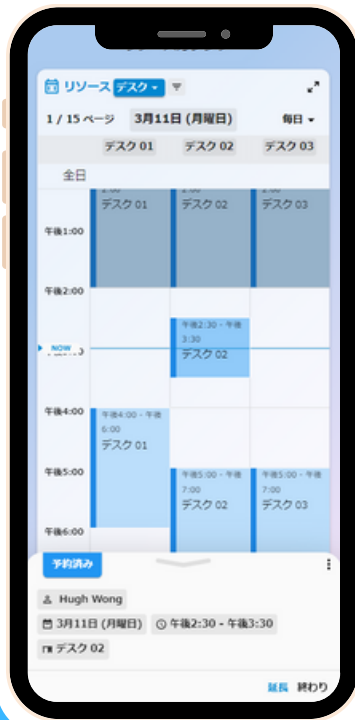 リソース デスク
1 / 15 ページ 3月11日 (月曜日) 毎日
デスク 01 デスク 02 デスク 03
全日
デスク 01 デスク 02 デスク 03
午後1:00
午後2:00
午後2:30 - 午後
3:30
デスク 02
NOW
午後4:00
午後4:00 - 午後
6:00
デスク 01
午後5:00
午後5:00 - 午後 午後5:00 - 午後
7:00 7:00
デスク 02 デスク 03
午後6:00
予約済み
Hugh Wong
3月11日 (月曜日) 午後2:30 - 午後3:30
デスク 02
延長 終わり